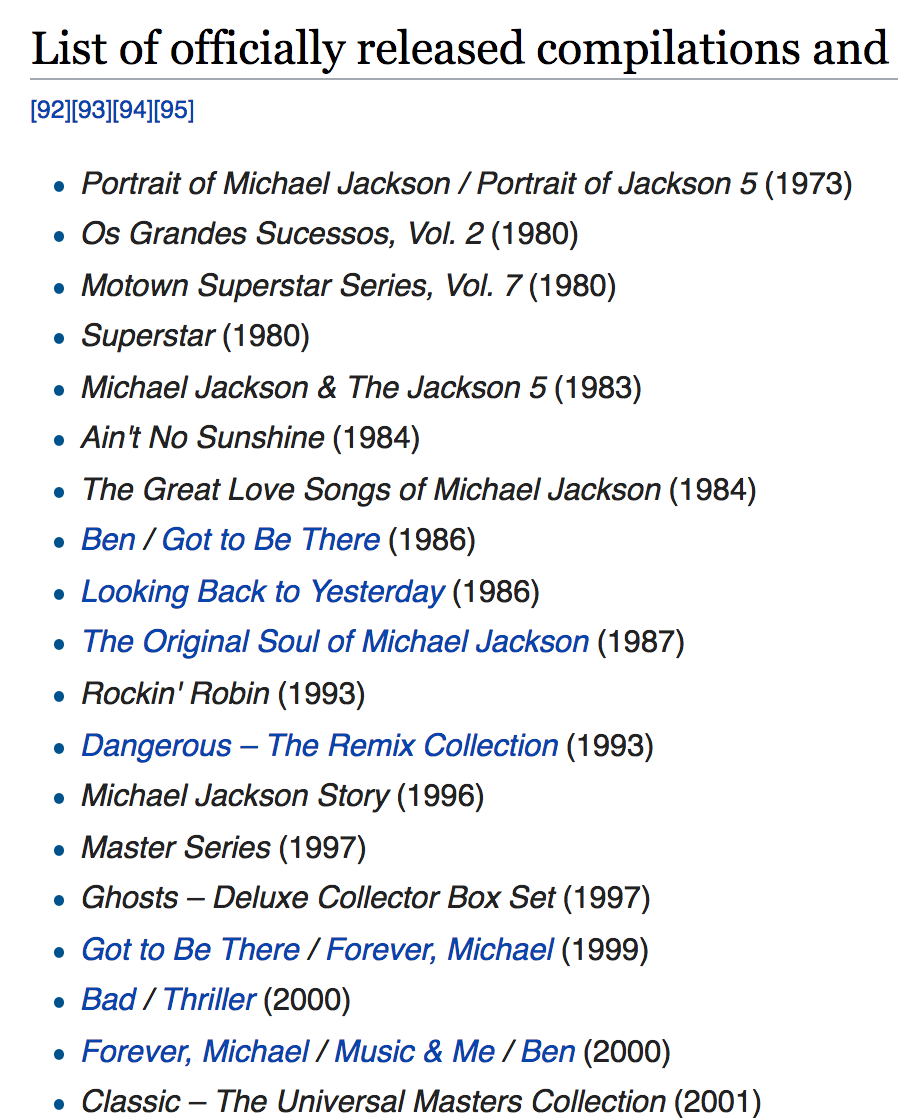 List of officially released compilations and
[92][93][94][95]
• Portrait of Michael Jackson / Portrait of Jackson 5 (1973)
• Os Grandes Sucessos, Vol. 2 (1980)
• Motown Superstar Series, Vol. 7 (1980)
• Superstar (1980)
• Michael Jackson & The Jackson 5 (1983)
• Ain't No Sunshine (1984)
• The Great Love Songs of Michael Jackson (1984)
• Ben / Got to Be There (1986)
• Looking Back to Yesterday (1986)
• The Original Soul of Michael Jackson (1987)
• Rockin' Robin (1993)
• Dangerous – The Remix Collection (1993)
• Michael Jackson Story (1996)
• Master Series (1997)
• Ghosts – Deluxe Collector Box Set (1997)
• Got to Be There / Forever, Michael (1999)
• Bad / Thriller (2000)
• Forever, Michael / Music & Me / Ben (2000)
• Classic – The Universal Masters Collection (2001)